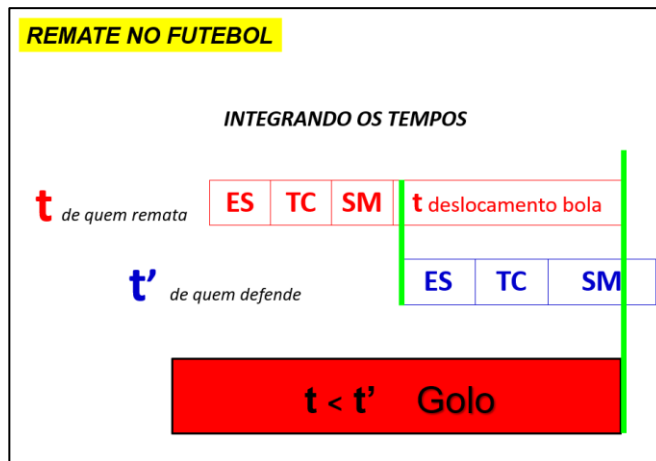 REMATE NO FUTEBOL
INTEGRANDO OS TEMPOS
t de quem remata ES TC SM t deslocamento bola
t’ de quem defende ES TC SM
t < t’ Golo